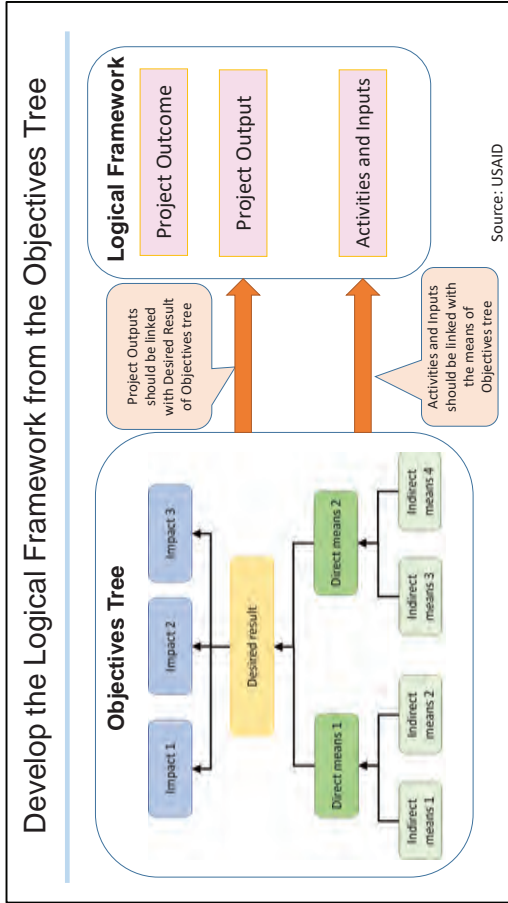 Develop the Logical Framework from the Objectives Tree
Objectives Tree
Impact 1
Impact 2
Impact 3
Desired result
Direct means 1
Direct means 2
Indirect
means 1
Indirect
means 2
Indirect
means 3
Indirect
means 4
Project Outputs
should be linked
with Desired Result
of Objectives tree
Activities and Inputs
should be linked with
the means of
Objectives tree
Logical Framework
Project Outcome
Project Output
Activities and Inputs
Source: USAID